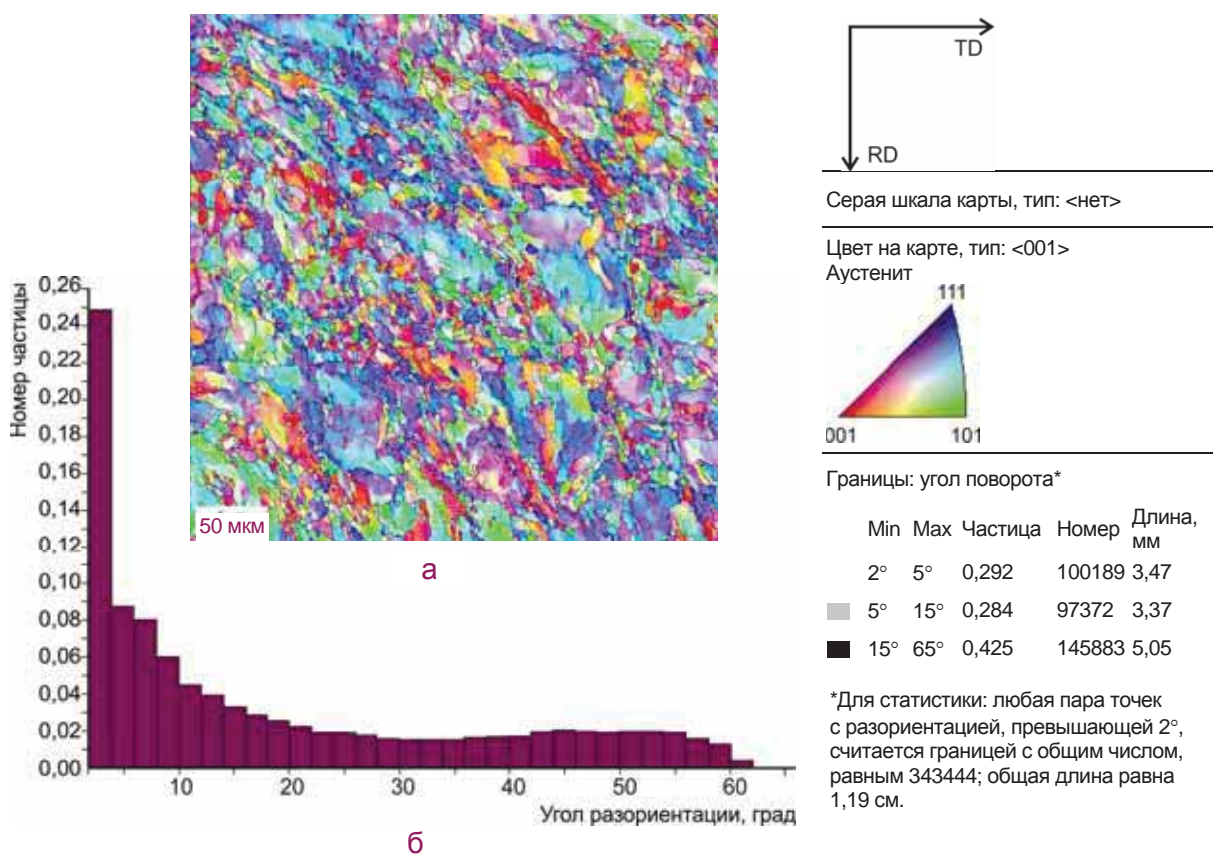 TD
RD
Серая шкала карты, тип: <нет>
Цвет на карте, тип: <001>
Аустенит
111
001
101
Границы: угол поворота*
Min Max Частица Номер Длина,
мм
2° 5° 0,292 100189 3,47
5° 15° 0,284 97372 3,37
15° 65° 0,425 145883 5,05
*Для статистики: любая пара точек
с разориентацией, превышающей 2°,
считается границей с общим числом,
равным 343444; общая длина равна
1,19 см.
50 мкм
а
Номер частицы
0,26
0,24
0,22
0,20
0,18
0,16
0,14
0,12
0,10
0,08
0,06
0,04
0,02
0,00
10 20 30 40 50 60
Угол разориентации, град
б